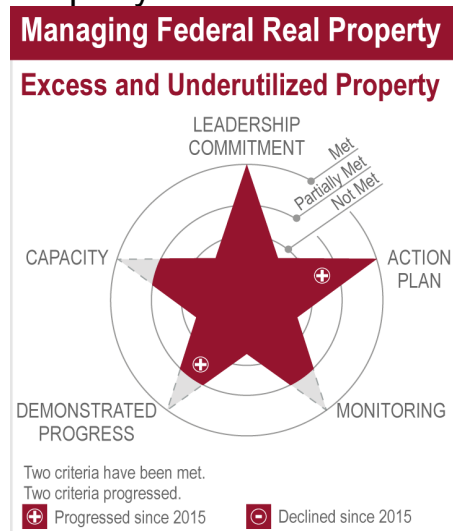 Managing Federal Real Property
Excess and Underutilized Property
LEADERSHIP
COMMITMENT
Met
Partially Met
Not Met
CAPACITY
ACTION
PLAN
DEMONSTRATED
PROGRESS
MONITORING
Two criteria have been met.
Two criteria progressed.
Progressed since 2015
Declined since 2015